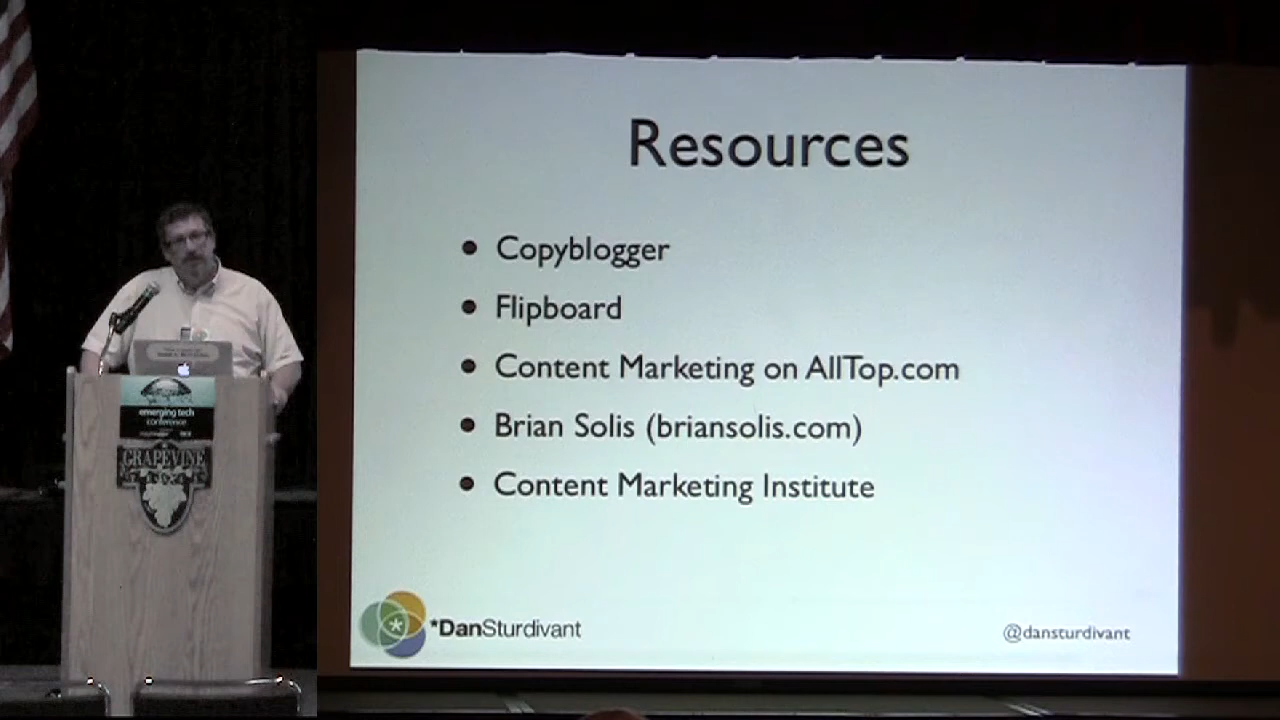 Resources
• Copyblogger
• Flipboard
• Content Marketing on AllTop.com
• Brian Solis (briansolis.com)
• Content Marketing Institute
*DanSturdivant
@dansturdivant
emerging tech
conference
GRAPEVINE